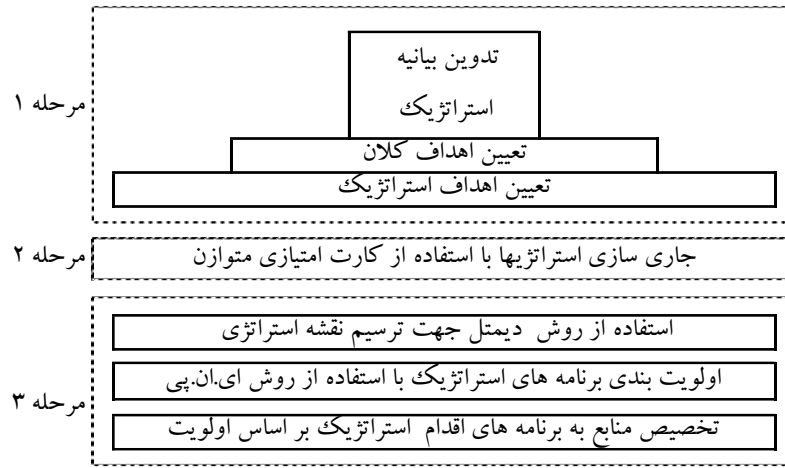 تدوین بیانیه
استراتژیک
مرحله ۱
تعیین اهداف کلان
تعیین اهداف استراتژیک
مرحله ۲
جاری سازی استراتژیها با استفاده از کارت امتیازی متوازن
استفاده از روش دیمتل جهت ترسیم نقشه استراتژی
اولویت بندی برنامه های استراتژیک با استفاده از روش ای.ان.پی
مرحله ۳
تخصیص منابع به برنامه های اقدام استراتژیک بر اساس اولویت